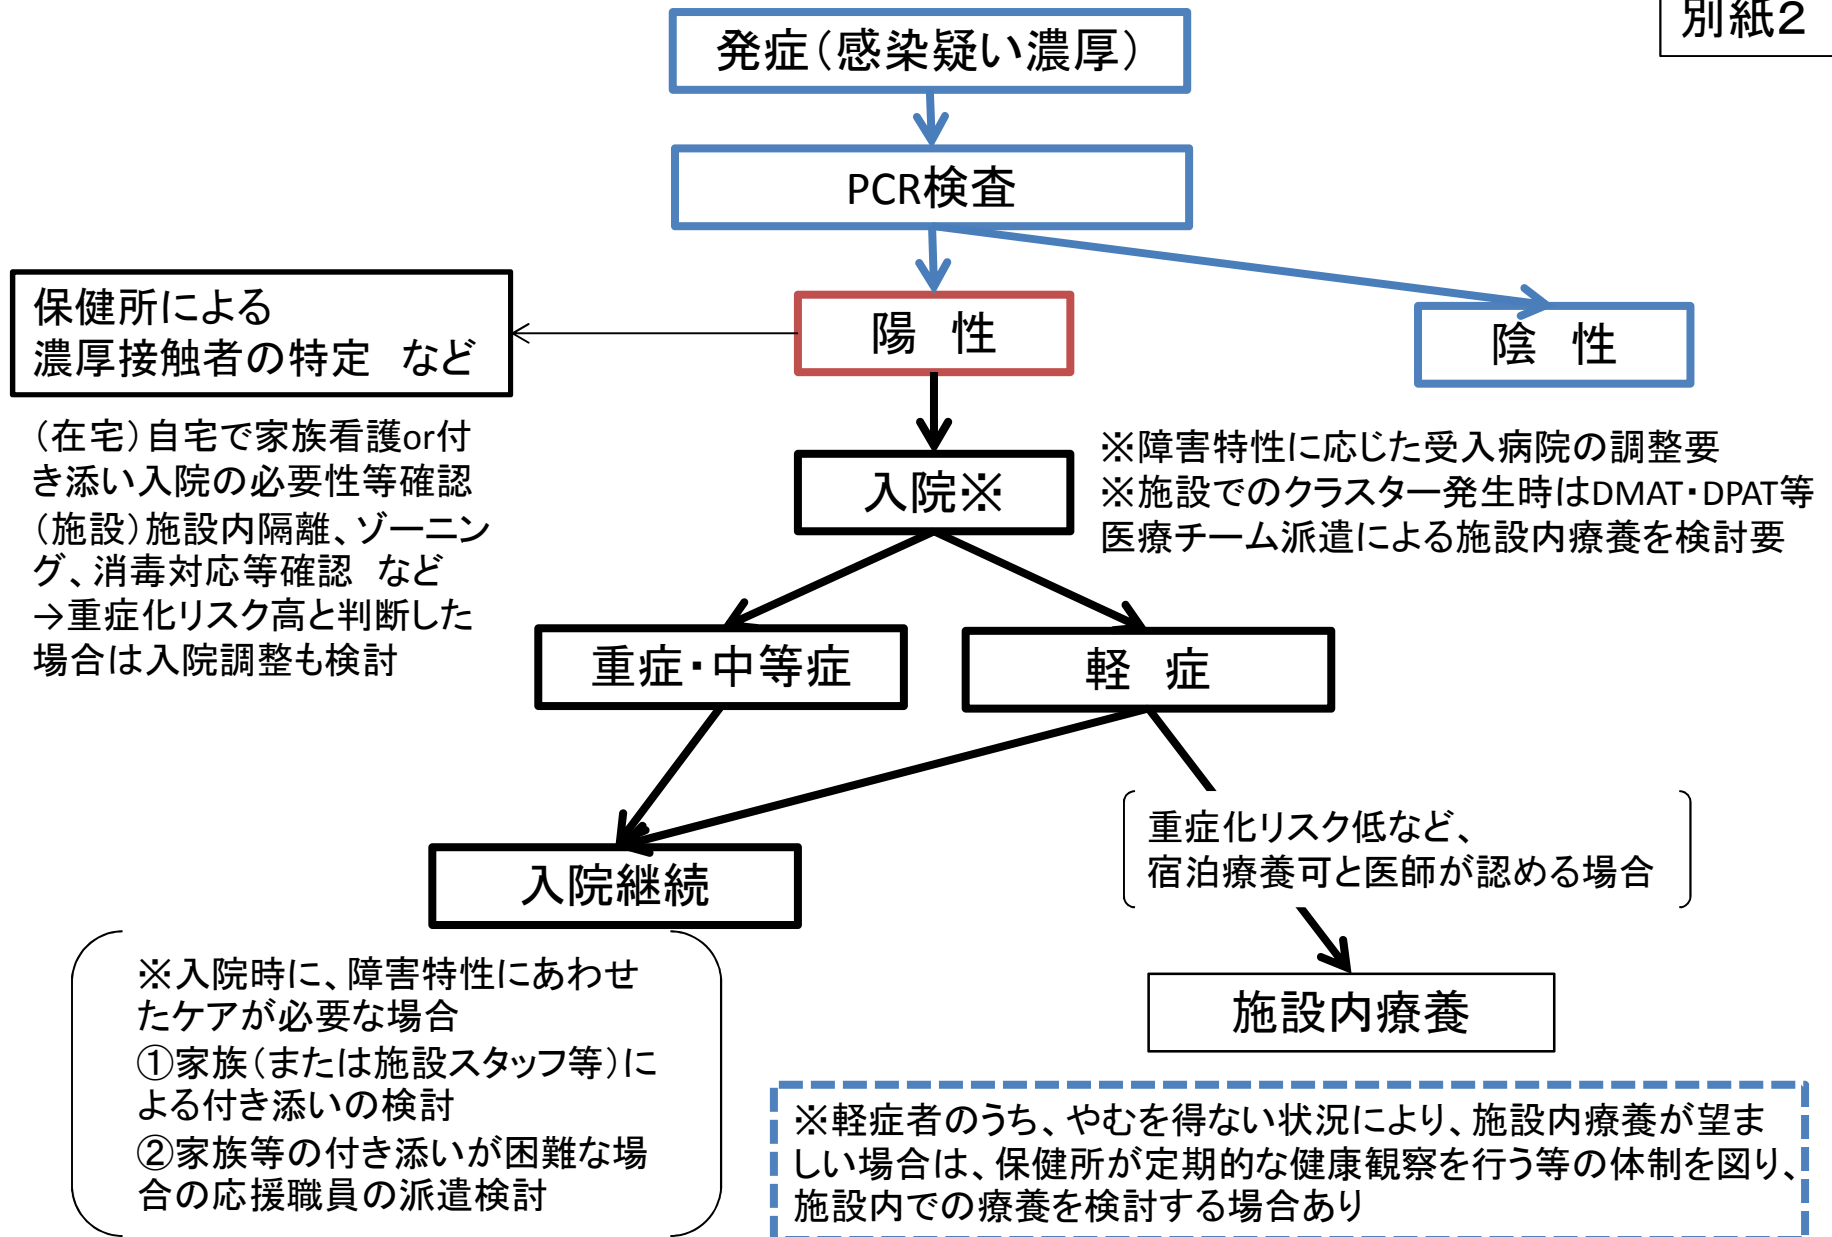 別紙2
発症（感染疑い濃厚）
PCR検査
保健所による
濃厚接触者の特定　など
陽　性
陰　性
（在宅）自宅で家族看護or付
き添い入院の必要性等確認
（施設）施設内隔離、ゾーニン
グ、消毒対応等確認　など
→重症化リスク高と判断した
場合は入院調整も検討
入院※
※障害特性に応じた受入病院の調整要
※施設でのクラスター発生時はDMAT・DPAT等
医療チーム派遣による施設内療養を検討要
重症・中等症
軽　症
重症化リスク低など、
宿泊療養可と医師が認める場合
入院継続
※入院時に、障害特性にあわせ
たケアが必要な場合
①家族（または施設スタッフ等）に
よる付き添いの検討
②家族等の付き添いが困難な場
合の応援職員の派遣検討
施設内療養
※軽症者のうち、やむを得ない状況により、施設内療養が望ま
しい場合は、保健所が定期的な健康観察を行う等の体制を図り、
施設内での療養を検討する場合あり